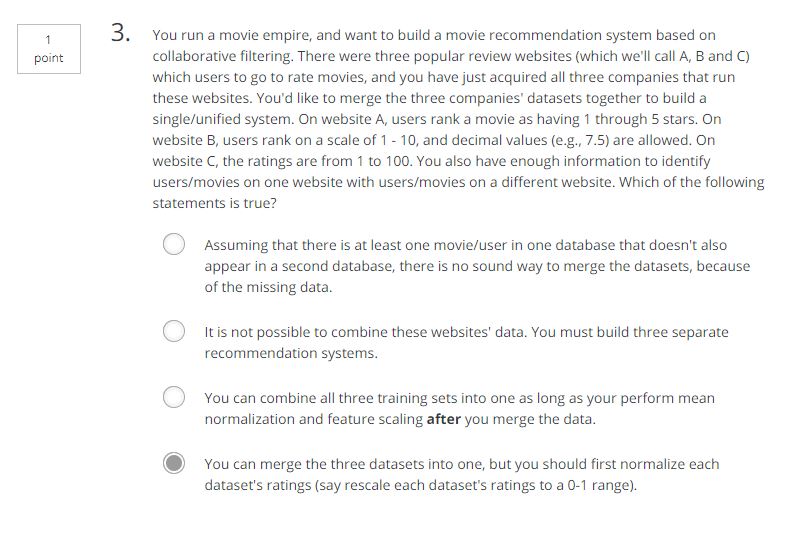 1
point
3.
You run a movie empire, and want to build a movie recommendation system based on
collaborative filtering. There were three popular review websites (which we'll call A, B and C)
which users to go to rate movies, and you have just acquired all three companies that run
these websites. You'd like to merge the three companies' datasets together to build a
single/unified system. On website A, users rank a movie as having 1 through 5 stars. On
website B, users rank on a scale of 1 - 10, and decimal values (e.g., 7.5) are allowed. On
website C, the ratings are from 1 to 100. You also have enough information to identify
users/movies on one website with users/movies on a different website. Which of the following
statements is true?
Assuming that there is at least one movie/user in one database that doesn't also
appear in a second database, there is no sound way to merge the datasets, because
of the missing data.
It is not possible to combine these websites' data. You must build three separate
recommendation systems.
You can combine all three training sets into one as long as your perform mean
normalization and feature scaling after you merge the data.
You can merge the three datasets into one, but you should first normalize each
dataset's ratings (say rescale each dataset's ratings to a 0-1 range).